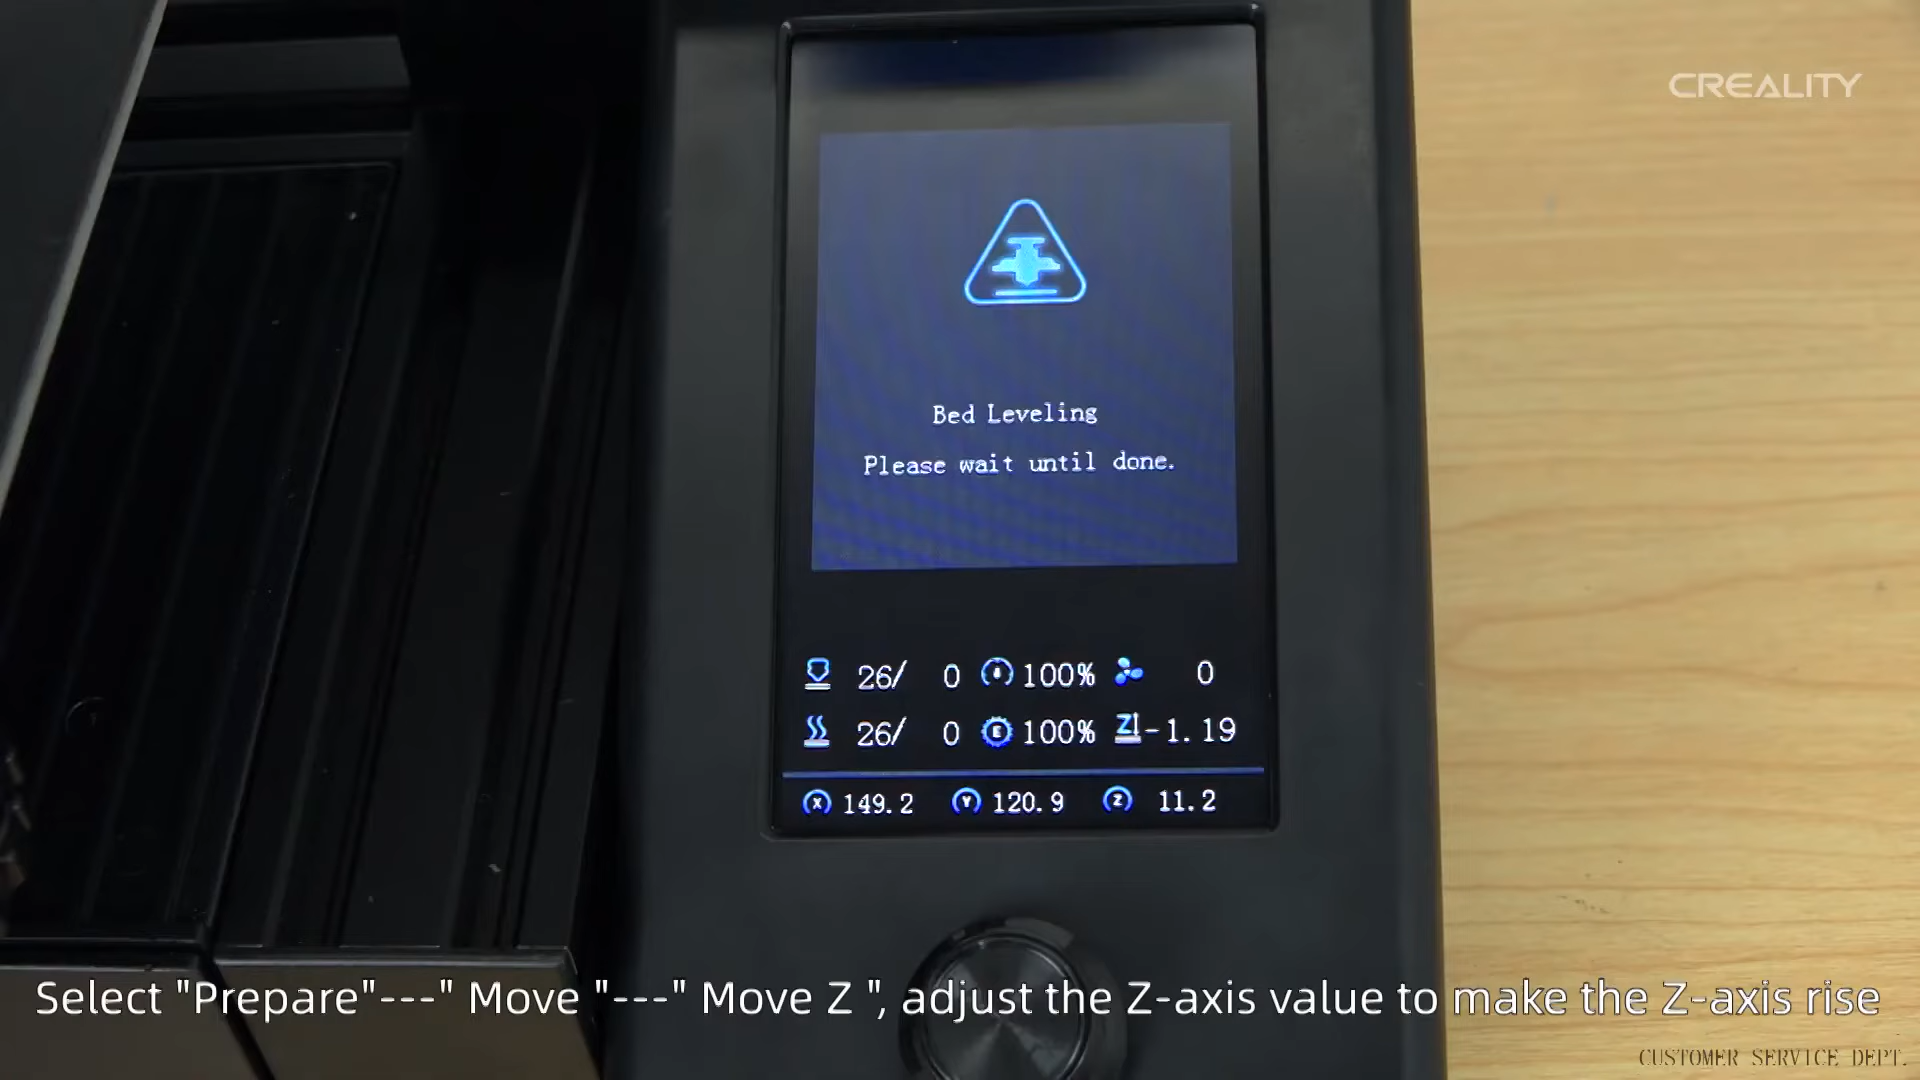 CREALITY
Bed Leveling
Please wait until done.
26/ 0 100% 0
26/ 0 E 100% Z -1.19
X 149.2 Y 120.9 Z 11.2
Select "Prepare"---" Move "---" Move Z ", adjust the Z-axis value to make the Z-axis rise
CUSTOMER SERVICE DEPT.